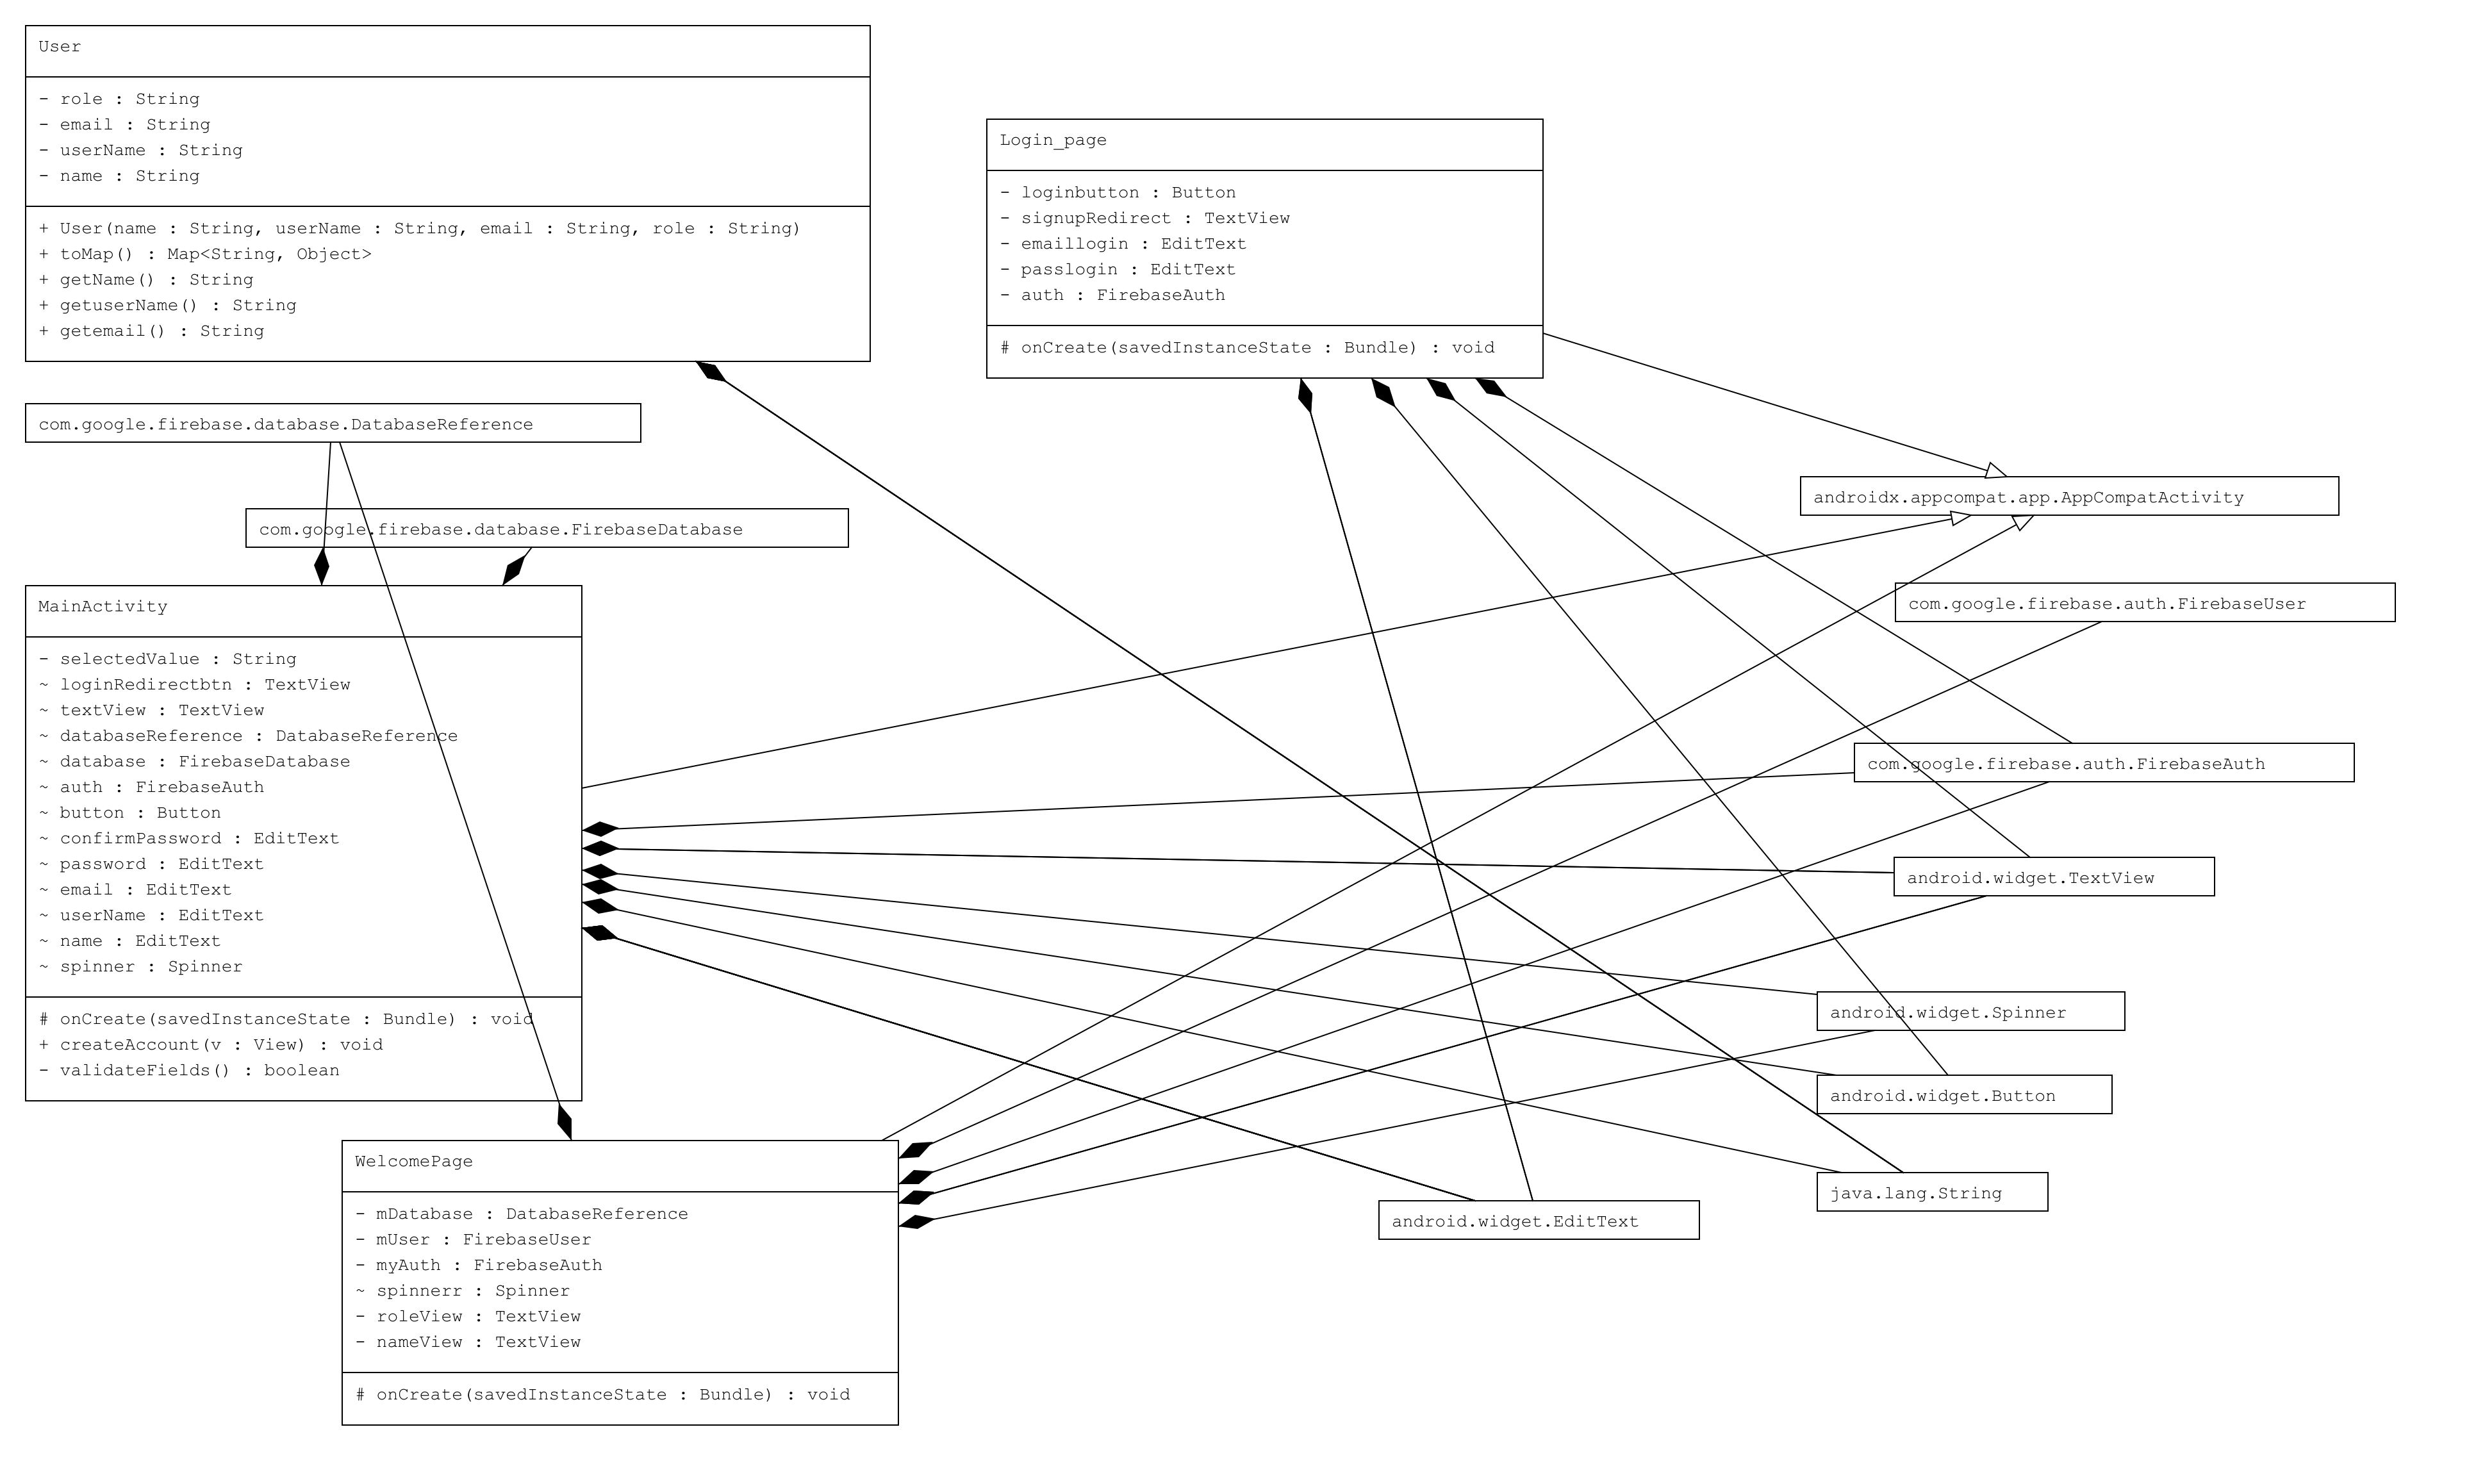 User
- role : String
- email : String
- userName : String
- name : String
+ User(name : String, userName : String, email : String, role : String)
+ toMap() : Map<String, Object>
+ getName() : String
+ getuserName() : String
+ getemail() : String
Login_page
- loginbutton : Button
- signupRedirect : TextView
- emaillogin : EditText
- passlogin : EditText
- auth : FirebaseAuth
# onCreate(savedInstanceState : Bundle) : void
com.google.firebase.database.DatabaseReference
com.google.firebase.database.FirebaseDatabase
androidx.appcompat.app.AppCompatActivity
com.google.firebase.auth.FirebaseUser
com.google.firebase.auth.FirebaseAuth
android.widget.TextView
android.widget.Spinner
android.widget.Button
java.lang.String
android.widget.EditText
MainActivity
- selectedValue : String
~ loginRedirectbtn : TextView
~ textView : TextView
~ databaseReference : DatabaseReference
~ database : FirebaseDatabase
~ auth : FirebaseAuth
~ button : Button
~ confirmPassword : EditText
~ password : EditText
~ email : EditText
~ userName : EditText
~ name : EditText
~ spinner : Spinner
# onCreate(savedInstanceState : Bundle) : void
+ createAccount(v : View) : void
- validateFields() : boolean
WelcomePage
- mDatabase : DatabaseReference
- mUser : FirebaseUser
- myAuth : FirebaseAuth
~ spinnerr : Spinner
- roleView : TextView
- nameView : TextView
# onCreate(savedInstanceState : Bundle) : void